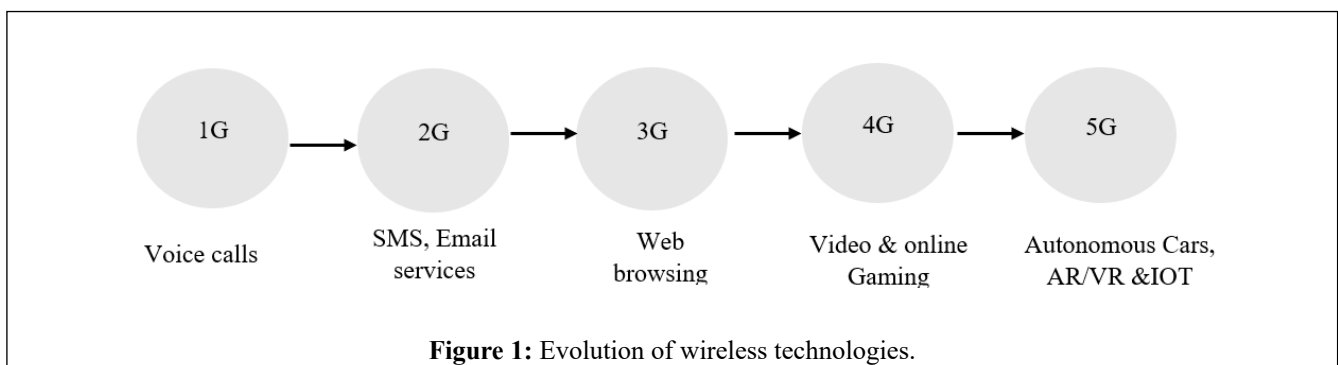 1G
2G
3G
4G
5G
Voice calls
SMS, Email
services
Web
browsing
Video & online
Gaming
Autonomous Cars,
AR/VR &IOT
Figure 1: Evolution of wireless technologies.